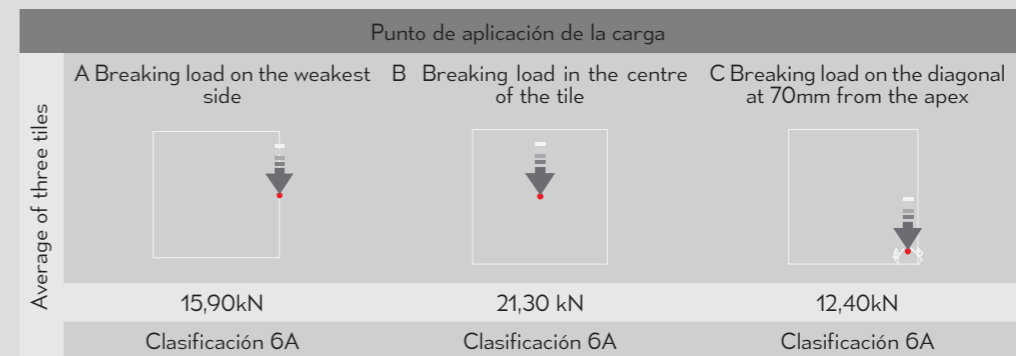 Punto de aplicación de la carga
Average of three tiles
A Breaking load on the weakest
side
B Breaking load in the centre
of the tile
C Breaking load on the diagonal
at 70mm from the apex
15,90kN
21,30 kN
12,40kN
Clasificación 6A
Clasificación 6A
Clasificación 6A